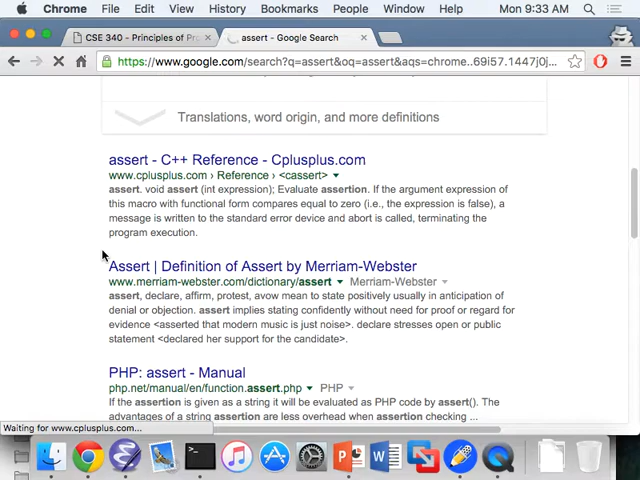 Chrome File Edit View History Bookmarks People Window Help Mon 9:33 AM
CSE 340 - Principles of Pr × assert - Google Search ×
https://www.google.com/search?q=assert&oq=assert&aqs=chrome..69i57.1447j0j...
Translations, word origin, and more definitions
assert - C++ Reference - Cplusplus.com
www.cplusplus.com › Reference › <cassert>
assert. void assert (int expression); Evaluate assertion. If the argument expression of
this macro with functional form compares equal to zero (i.e., the expression is false), a
message is written to the standard error device and abort is called, terminating the
program execution.
Assert | Definition of Assert by Merriam-Webster
www.merriam-webster.com/dictionary/assert Merriam-Webster
assert, declare, affirm, protest, avow mean to state positively usually in anticipation of
denial or objection. assert implies stating confidently without need for proof or regard for
evidence <asserted that modern music is just noise>. declare stresses open or public
statement <declared her support for the candidate>.
PHP: assert - Manual
php.net/manual/en/function.assert.php PHP
If the assertion is given as a string it will be evaluated as PHP code by assert(). The
advantages of a string assertion are less overhead when assertion checking ...
Waiting for www.cplusplus.com...